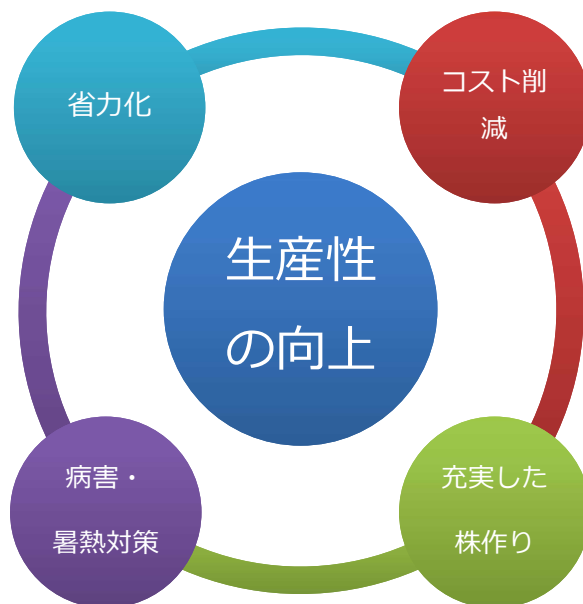 省力化
コスト削
減
生産性
の向上
病害・
暑熱対策
充実した
株作り